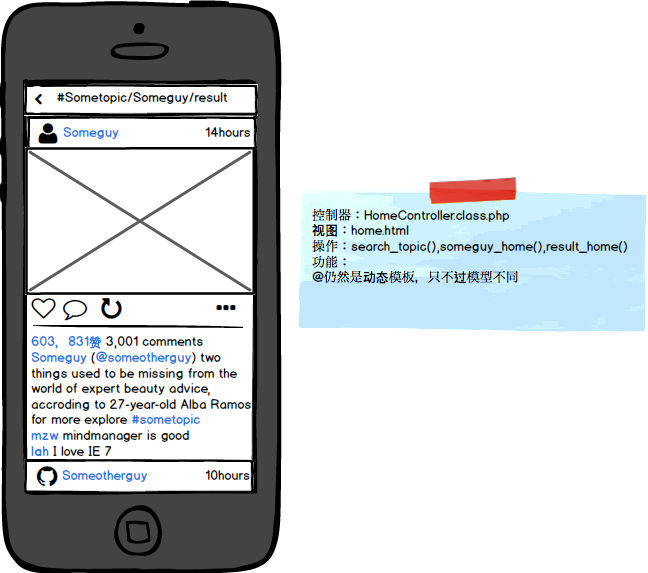 #Sometopic/Someguy/result
Someguy 14hours
603，831赞 3,001 comments
Someguy (@someotherguy) two
things used to be missing from the
world of expert beauty advice,
accroding to 27-year-old Alba Ramos
for more explore #sometopic
mzw mindmanager is good
lah I love IE 7
Someotherguy 10hours
控制器：HomeController.class.php
视图：home.html
操作：search_topic(),someguy_home(),result_home()
功能：
@仍然是动态模板，只不过模型不同